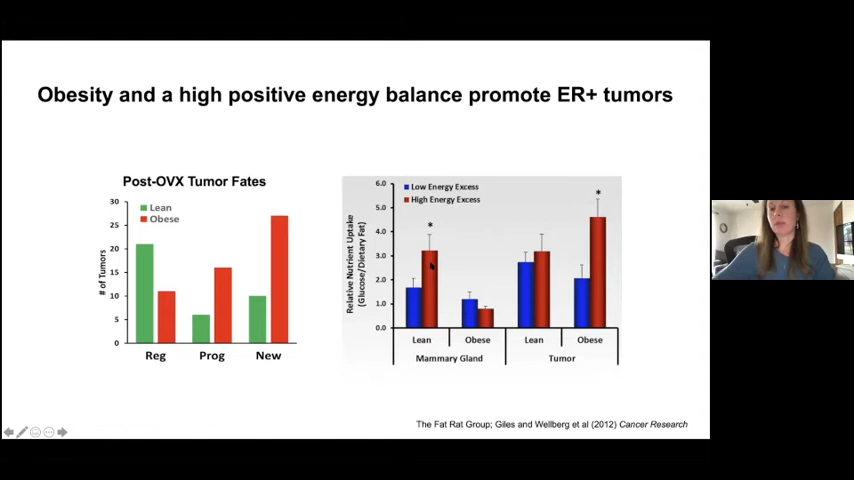 Obesity and a high positive energy balance promote ER+ tumors
Post-OVX Tumor Fates
Lean
Obese
# of Tumors
30
25
20
15
10
5
0
Reg Prog New
Low Energy Excess
High Energy Excess
Relative Nutrient Uptake
(Glucose/Dietary Fat)
6.0
5.0
4.0
3.0
2.0
1.0
0.0
*
*
Lean Obese Lean Obese
Mammary Gland Tumor
The Fat Rat Group; Giles and Wellberg et al (2012) Cancer Research